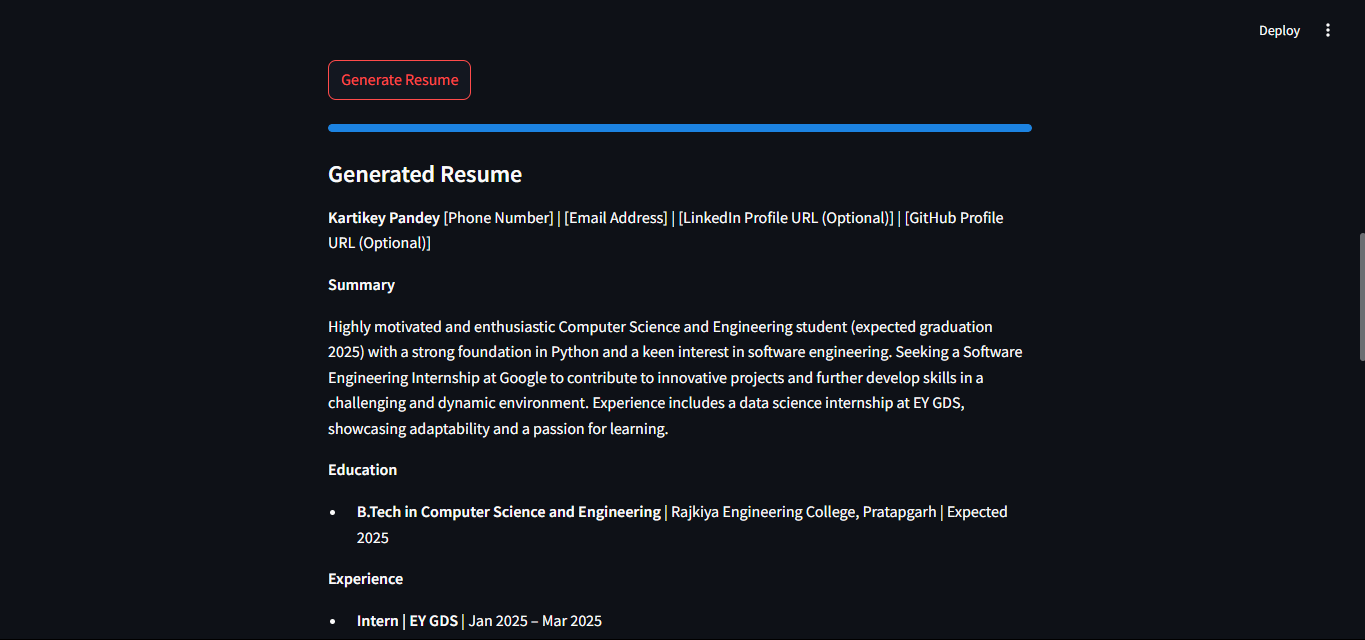 Deploy
Generate Resume
Generated Resume
Kartikey Pandey [Phone Number] | [Email Address] | [LinkedIn Profile URL (Optional)] | [GitHub Profile
URL (Optional)]
Summary
Highly motivated and enthusiastic Computer Science and Engineering student (expected graduation
2025) with a strong foundation in Python and a keen interest in software engineering. Seeking a Software
Engineering Internship at Google to contribute to innovative projects and further develop skills in a
challenging and dynamic environment. Experience includes a data science internship at EY GDS,
showcasing adaptability and a passion for learning.
Education
• B.Tech in Computer Science and Engineering | Rajkiya Engineering College, Pratapgarh | Expected
2025
Experience
• Intern | EY GDS | Jan 2025 – Mar 2025